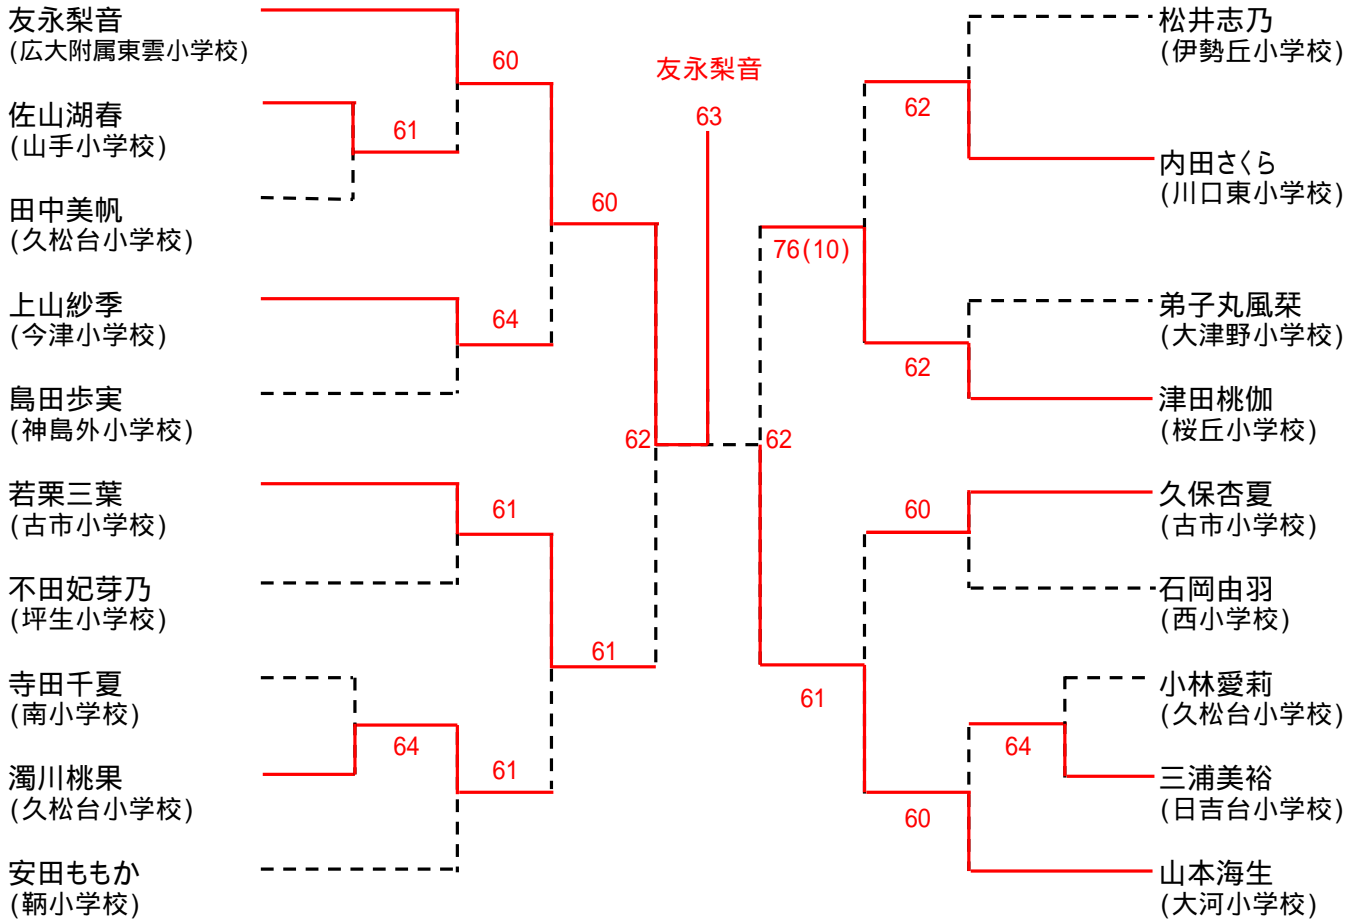 友永梨音
(広大附属東雲小学校)
佐山湖春
(山手小学校)
田中美帆
(久松台小学校)
上山紗季
(今津小学校)
島田歩実
(神島外小学校)
若栗三葉
(古市小学校)
不田妃芽乃
(坪生小学校)
寺田千夏
(南小学校)
濁川桃果
(久松台小学校)
安田ももか
(鞆小学校)
60
61
64
61
64
61
60
61
62
友永梨音
63
62
76(10)
61
62
62
60
64
60
松井志乃
(伊勢丘小学校)
内田さくら
(川口東小学校)
弟子丸風栞
(大津野小学校)
津田桃伽
(桜丘小学校)
久保杏夏
(古市小学校)
石岡由羽
(西小学校)
小林愛莉
(久松台小学校)
三浦美裕
(日吉台小学校)
山本海生
(大河小学校)